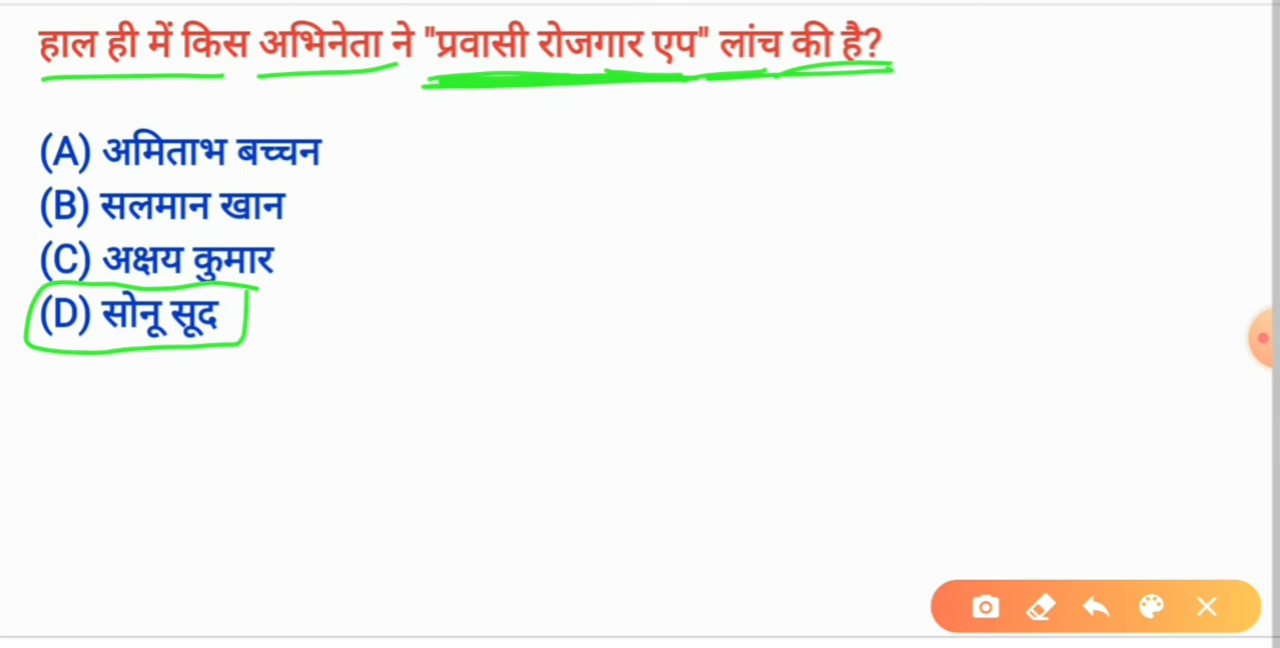 हाल ही में किस अभिनेता ने "प्रवासी रोजगार एप" लांच की है?
(A) अमिताभ बच्चन
(B) सलमान खान
(C) अक्षय कुमार
(D) सोनू सूद